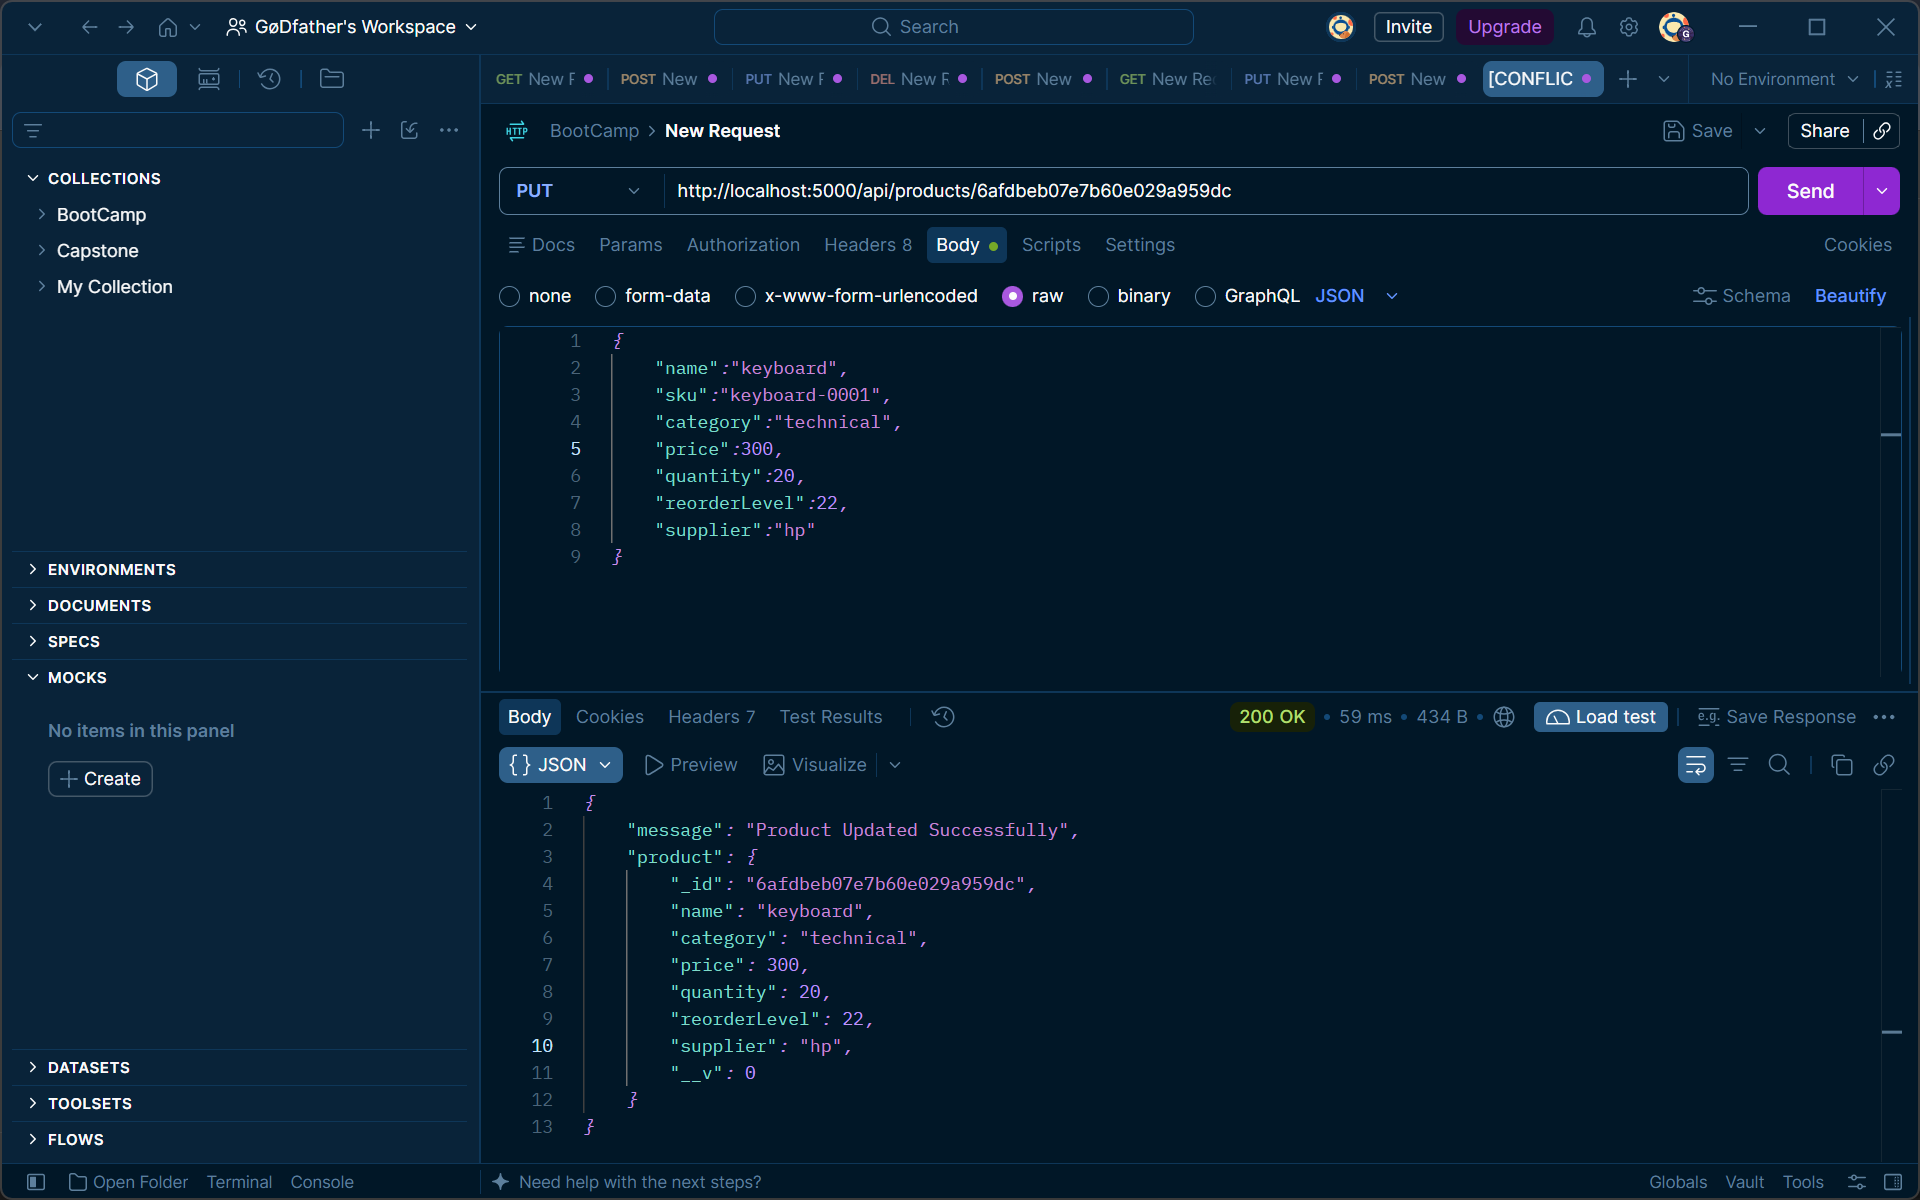 GøDfather's Workspace
Search
Invite
Upgrade
G
GET New F
POST New
PUT New F
DEL New R
POST New
GET New Re
PUT New F
POST New
[CONFLIC
No Environment
COLLECTIONS
BootCamp
Capstone
My Collection
ENVIRONMENTS
DOCUMENTS
SPECS
MOCKS
No items in this panel
Create
DATASETS
TOOLSETS
FLOWS
HTTP BootCamp > New Request
Save
Share
PUT
http://localhost:5000/api/products/6afdbeb07e7b60e029a959dc
Send
Docs Params Authorization Headers 8 Body Scripts Settings
Cookies
none form-data x-www-form-urlencoded raw binary GraphQL JSON
Schema Beautify
1 {
2 "name":"keyboard",
3 "sku":"keyboard-0001",
4 "category":"technical",
5 "price":300,
6 "quantity":20,
7 "reorderLevel":22,
8 "supplier":"hp"
9 }
Body Cookies Headers 7 Test Results
200 OK • 59 ms • 434 B •
Load test
e.g. Save Response
{ } JSON Preview Visualize
1 {
2 "message": "Product Updated Successfully",
3 "product": {
4 "_id": "6afdbeb07e7b60e029a959dc",
5 "name": "keyboard",
6 "category": "technical",
7 "price": 300,
8 "quantity": 20,
9 "reorderLevel": 22,
10 "supplier": "hp",
11 "__v": 0
12 }
13 }
Open Folder Terminal Console
Need help with the next steps?
Globals Vault Tools